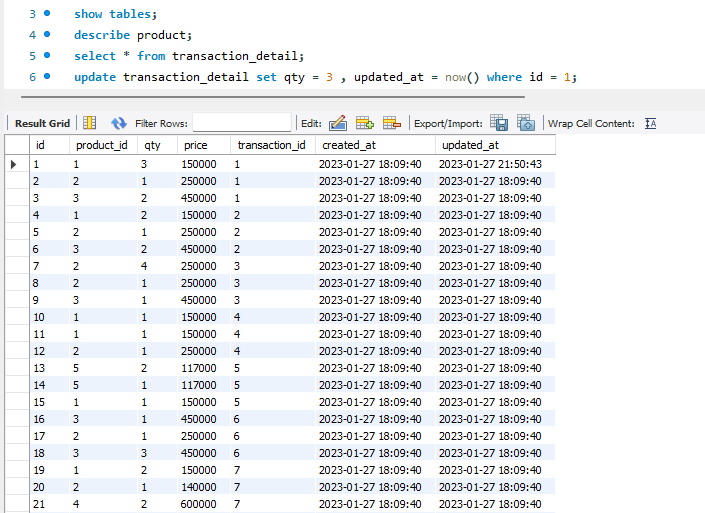 3 show tables;
4 describe product;
5 select * from transaction_detail;
6 update transaction_detail set qty = 3 , updated_at = now() where id = 1;
Result Grid Filter Rows: Edit: Export/Import: Wrap Cell Content: IA
id product_id qty price transaction_id created_at updated_at
1 1 3 150000 1 2023-01-27 18:09:40 2023-01-27 21:50:43
2 2 1 250000 1 2023-01-27 18:09:40 2023-01-27 18:09:40
3 3 2 450000 1 2023-01-27 18:09:40 2023-01-27 18:09:40
4 1 2 150000 2 2023-01-27 18:09:40 2023-01-27 18:09:40
5 2 1 250000 2 2023-01-27 18:09:40 2023-01-27 18:09:40
6 3 2 450000 2 2023-01-27 18:09:40 2023-01-27 18:09:40
7 2 4 250000 3 2023-01-27 18:09:40 2023-01-27 18:09:40
8 2 1 250000 3 2023-01-27 18:09:40 2023-01-27 18:09:40
9 3 1 450000 3 2023-01-27 18:09:40 2023-01-27 18:09:40
10 1 1 150000 4 2023-01-27 18:09:40 2023-01-27 18:09:40
11 1 1 150000 4 2023-01-27 18:09:40 2023-01-27 18:09:40
12 2 1 250000 4 2023-01-27 18:09:40 2023-01-27 18:09:40
13 5 2 117000 5 2023-01-27 18:09:40 2023-01-27 18:09:40
14 5 1 117000 5 2023-01-27 18:09:40 2023-01-27 18:09:40
15 1 1 150000 5 2023-01-27 18:09:40 2023-01-27 18:09:40
16 3 1 450000 6 2023-01-27 18:09:40 2023-01-27 18:09:40
17 2 1 250000 6 2023-01-27 18:09:40 2023-01-27 18:09:40
18 3 3 450000 6 2023-01-27 18:09:40 2023-01-27 18:09:40
19 1 2 150000 7 2023-01-27 18:09:40 2023-01-27 18:09:40
20 2 1 140000 7 2023-01-27 18:09:40 2023-01-27 18:09:40
21 4 2 600000 7 2023-01-27 18:09:40 2023-01-27 18:09:40